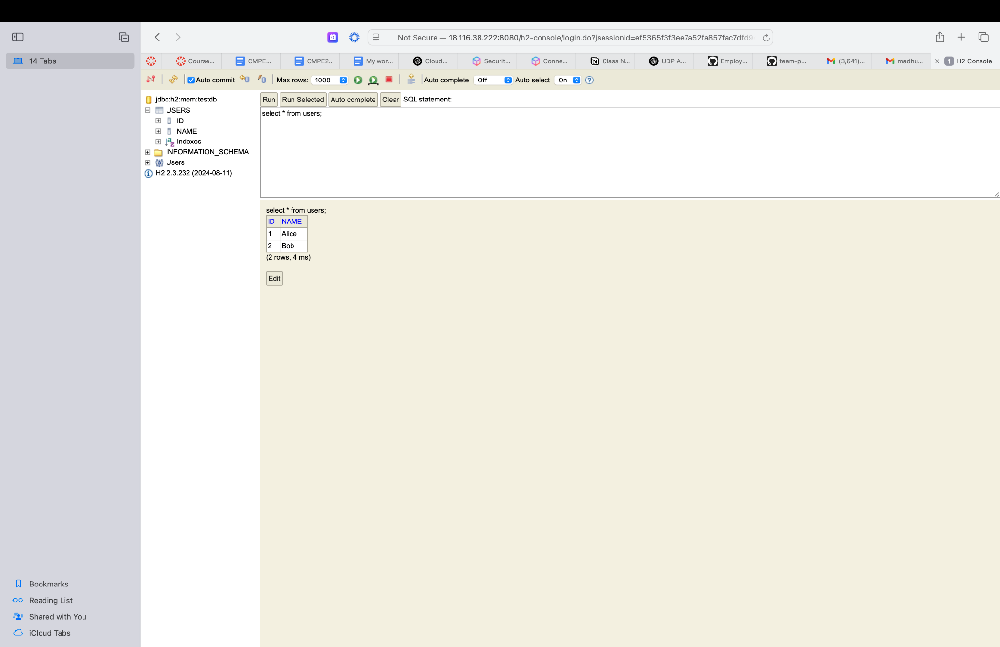 14 Tabs
Not Secure — 18.116.38.222:8080/h2-console/login.do?jsessionid=ef5365f3f3ee7a52fa857fac7dfd9
Course... CMPE... CMPE2... My wor... Cloud... Securit... Conne... Class N... UDP A... Employ... team-p... (3,641)... madhu... 1 H2 Console
Auto commit Max rows: 1000 Auto complete Off Auto select On
jdbc:h2:mem:testdb
USERS
ID
NAME
Indexes
INFORMATION_SCHEMA
Users
H2 2.3.232 (2024-08-11)
Run Run Selected Auto complete Clear SQL statement:
select * from users;
select * from users;
ID NAME
1 Alice
2 Bob
(2 rows, 4 ms)
Edit
Bookmarks
Reading List
Shared with You
iCloud Tabs